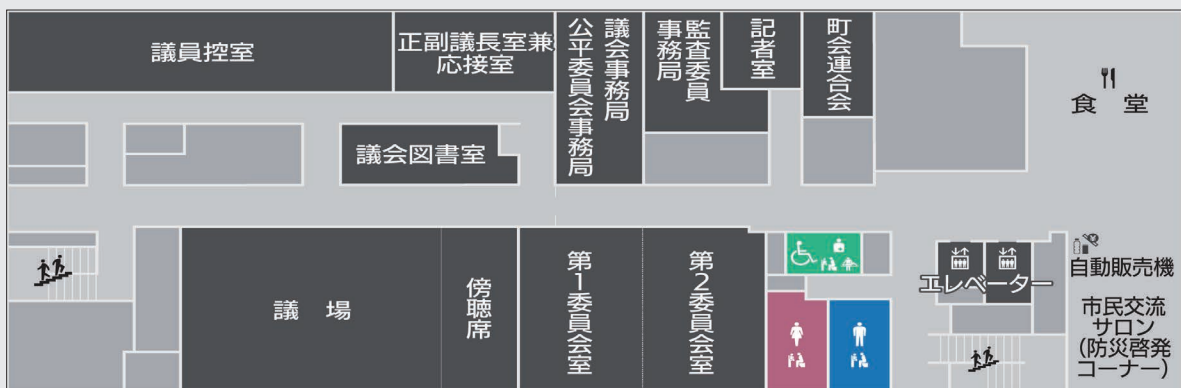 議員控室
正副議長室兼
応接室
議会事務局
公平委員会事務局
監査委員
事務局
記者室
町会連合会
食堂
議会図書室
議場
傍聴席
第1委員会室
第2委員会室
エレベーター
自動販売機
市民交流
サロン
(防災啓発
コーナー)